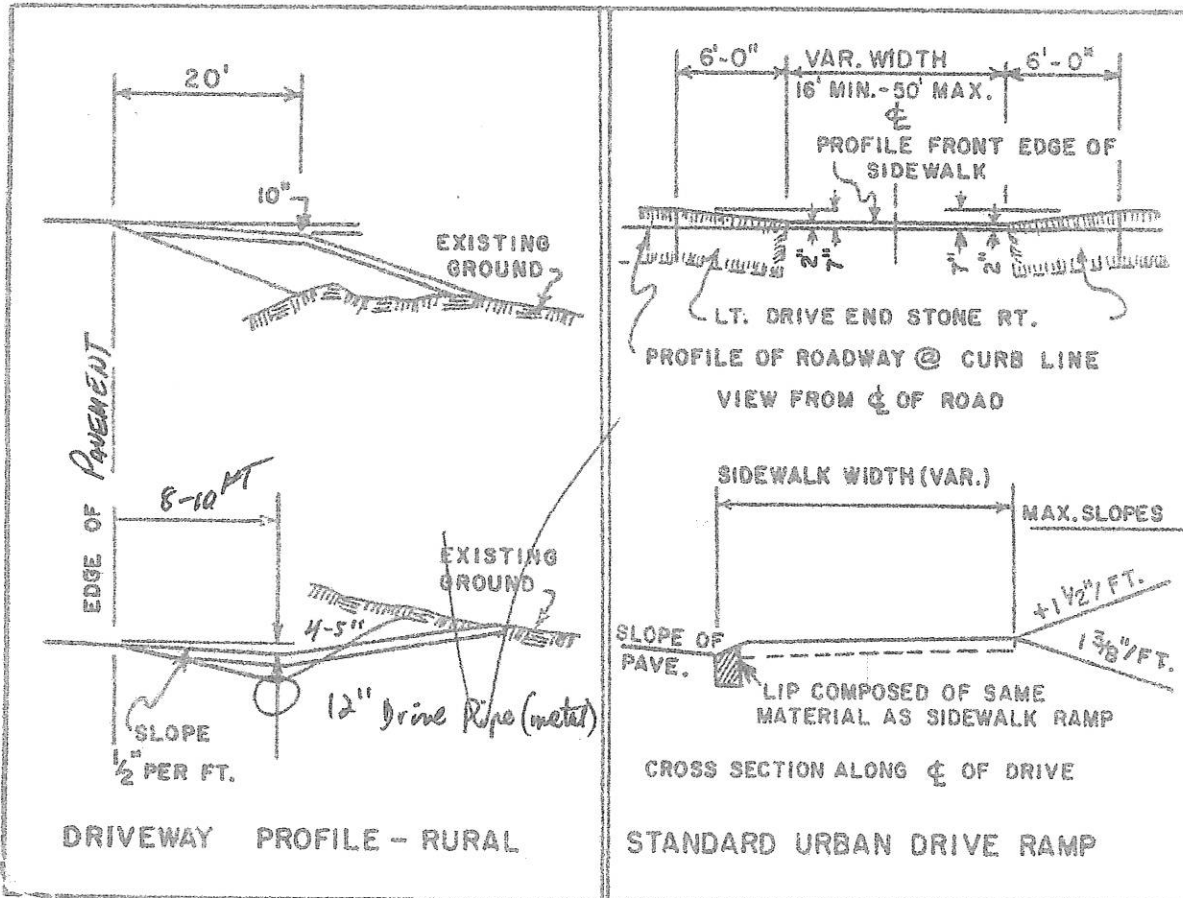 20'
10"
EXISTING
GROUND
EDGE OF PAVEMENT
8-10 FT
EXISTING
GROUND
4-5"
12" Drive Pipe (metal)
SLOPE
1/2" PER FT.
DRIVEWAY PROFILE - RURAL
6'-0" VAR. WIDTH 6'-0"
16' MIN.-50' MAX.
℄
PROFILE FRONT EDGE OF
SIDEWALK
2" 7" 7" 2"
LT. DRIVE END STONE RT.
PROFILE OF ROADWAY @ CURB LINE
VIEW FROM ℄ OF ROAD
SIDEWALK WIDTH (VAR.)
MAX. SLOPES
+1 1/2"/FT.
1 3/8"/FT.
SLOPE OF
PAVE.
LIP COMPOSED OF SAME
MATERIAL AS SIDEWALK RAMP
CROSS SECTION ALONG ℄ OF DRIVE
STANDARD URBAN DRIVE RAMP